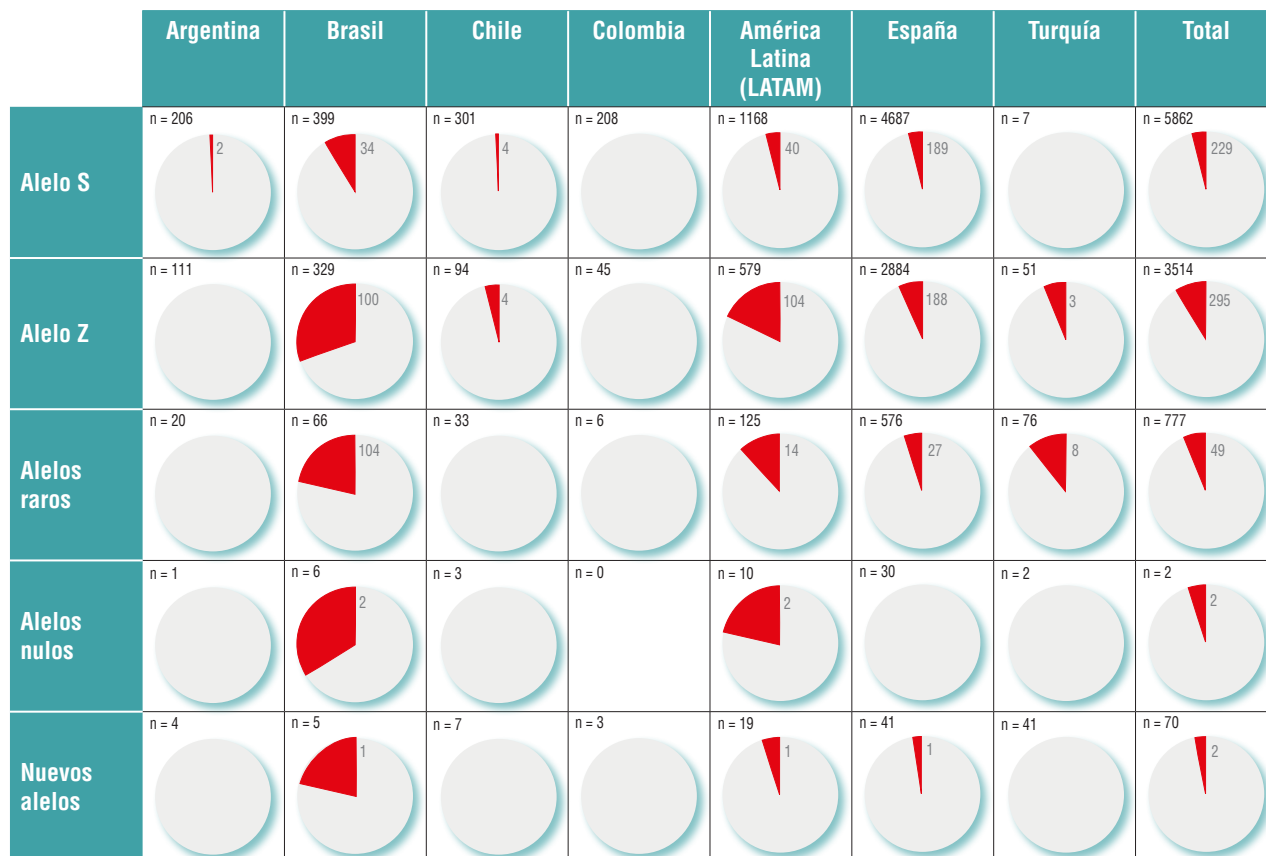 Argentina
Brasil
Chile
Colombia
América
Latina
(LATAM)
España
Turquía
Total
Alelo S
n = 206
2
n = 399
34
n = 301
4
n = 208
n = 1168
40
n = 4687
189
n = 7
n = 5862
229
Alelo Z
n = 111
n = 329
100
n = 94
4
n = 45
n = 579
104
n = 2884
188
n = 51
3
n = 3514
295
Alelos
raros
n = 20
n = 66
104
n = 33
n = 6
n = 125
14
n = 576
27
n = 76
8
n = 777
49
Alelos
nulos
n = 1
n = 6
2
n = 3
n = 0
n = 10
2
n = 30
n = 2
n = 2
2
Nuevos
alelos
n = 4
n = 5
1
n = 7
n = 3
n = 19
1
n = 41
1
n = 41
n = 70
2